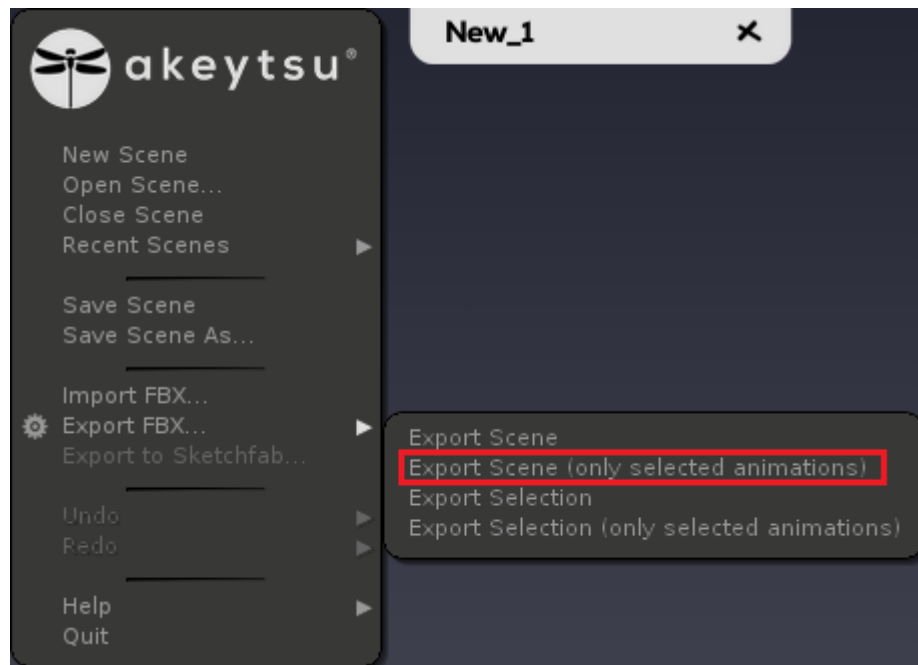 akeytsu®
New_1
New Scene
Open Scene...
Close Scene
Recent Scenes
Save Scene
Save Scene As...
Import FBX...
Export FBX...
Export to Sketchfab...
Undo
Redo
Help
Quit
Export Scene
Export Scene (only selected animations)
Export Selection
Export Selection (only selected animations)